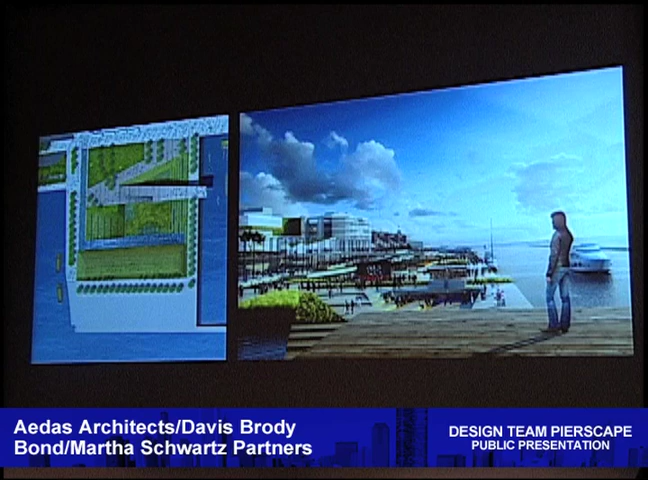 Aedas Architects/Davis Brody
Bond/Martha Schwartz Partners
DESIGN TEAM PIERSCAPE
PUBLIC PRESENTATION